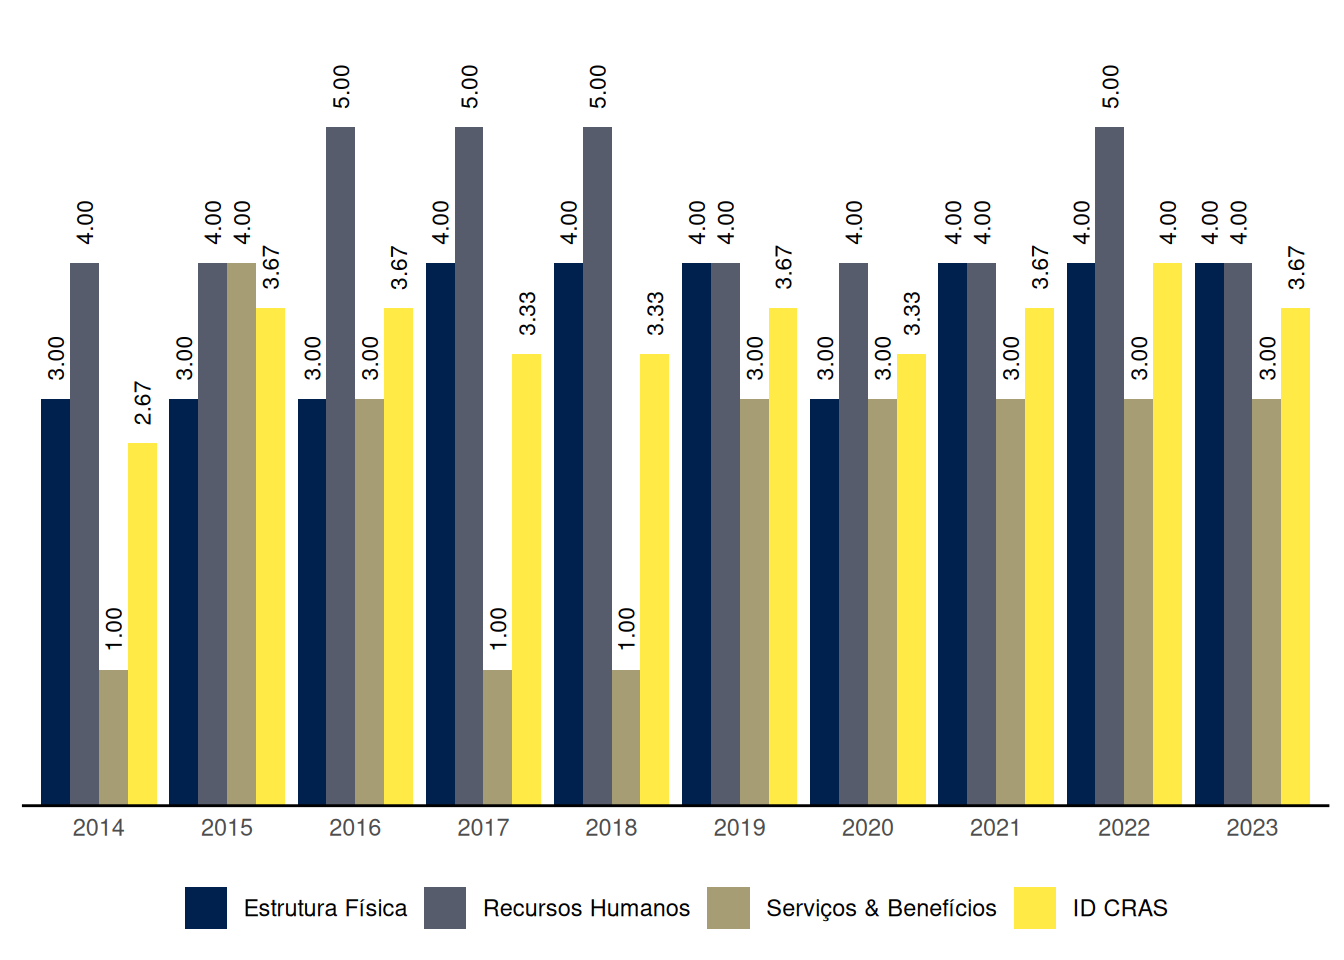 5.00 5.00 5.00 5.00
4.00 4.00 4.00 4.00 4.00 4.00 4.00 4.00 4.00 4.00 4.00 4.00 4.00 4.00
3.67 3.67 3.67 3.67 3.67
3.33 3.33 3.33
3.00 3.00 3.00 3.00 3.00 3.00 3.00 3.00 3.00 3.00
2.67
1.00 1.00 1.00
2014 2015 2016 2017 2018 2019 2020 2021 2022 2023
Estrutura Física Recursos Humanos Serviços & Benefícios ID CRAS